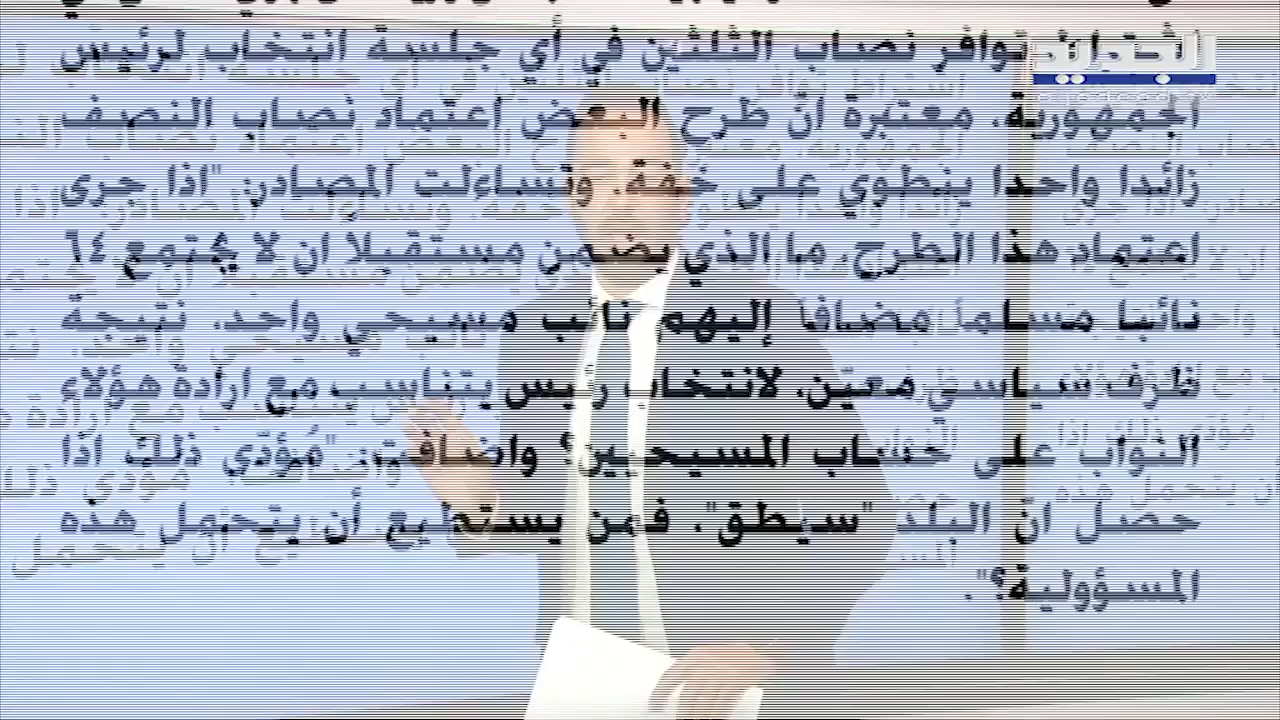 توافر نصاب الثلثين في أي جلسة انتخاب لرئيس
الجديد
الجمهورية، معتبرة انّ طرح البعض اعتماد نصاب النصف
زائدا واحدا ينطوي على خفة. وتساءلت المصادر: "اذا جرى
اعتماد هذا الطرح، ما الذي يضمن مستقبلا ان لا يجتمع ٦٤
نائبا مسلماً مضافاً إليهم نائب مسيحي واحد، نتيجة
ظرف سياسي معيّن، لانتخاب رئيس يتناسب مع ارادة هؤلاء
النواب على حساب المسيحيين؟ واضافت: "مُؤدّي ذلك اذا
حصل انّ البلد "سيطق"، فمن يستطيع أن يتحمل هذه
المسؤولية؟".